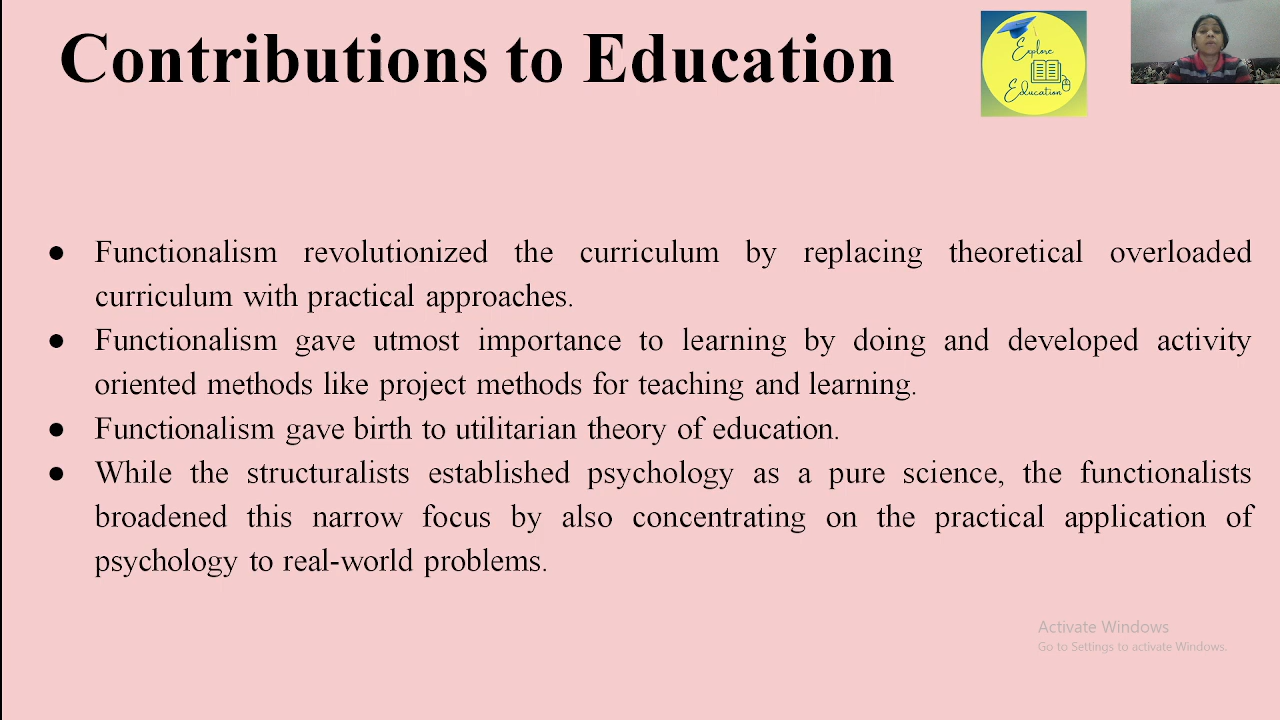 Contributions to Education
Explore
Education
● Functionalism revolutionized the curriculum by replacing theoretical overloaded
curriculum with practical approaches.
● Functionalism gave utmost importance to learning by doing and developed activity
oriented methods like project methods for teaching and learning.
● Functionalism gave birth to utilitarian theory of education.
● While the structuralists established psychology as a pure science, the functionalists
broadened this narrow focus by also concentrating on the practical application of
psychology to real-world problems.
Activate Windows
Go to Settings to activate Windows.